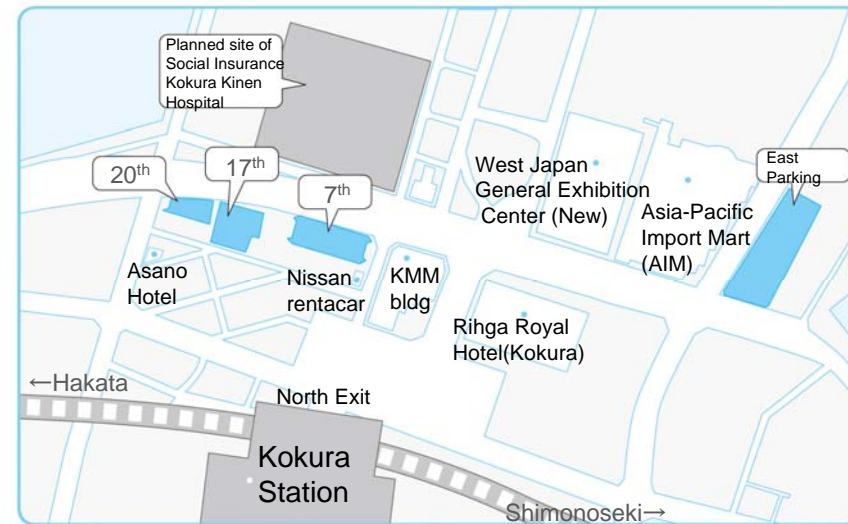 Planned site of
Social Insurance
Kokura Kinen
Hospital
20th
17th
7th
West Japan
General Exhibition
Center (New)
East
Parking
Asia-Pacific
Import Mart
(AIM)
Asano
Hotel
Nissan
rentacar
KMM
bldg
Rihga Royal
Hotel(Kokura)
←Hakata
North Exit
Kokura
Station
Shimonoseki→